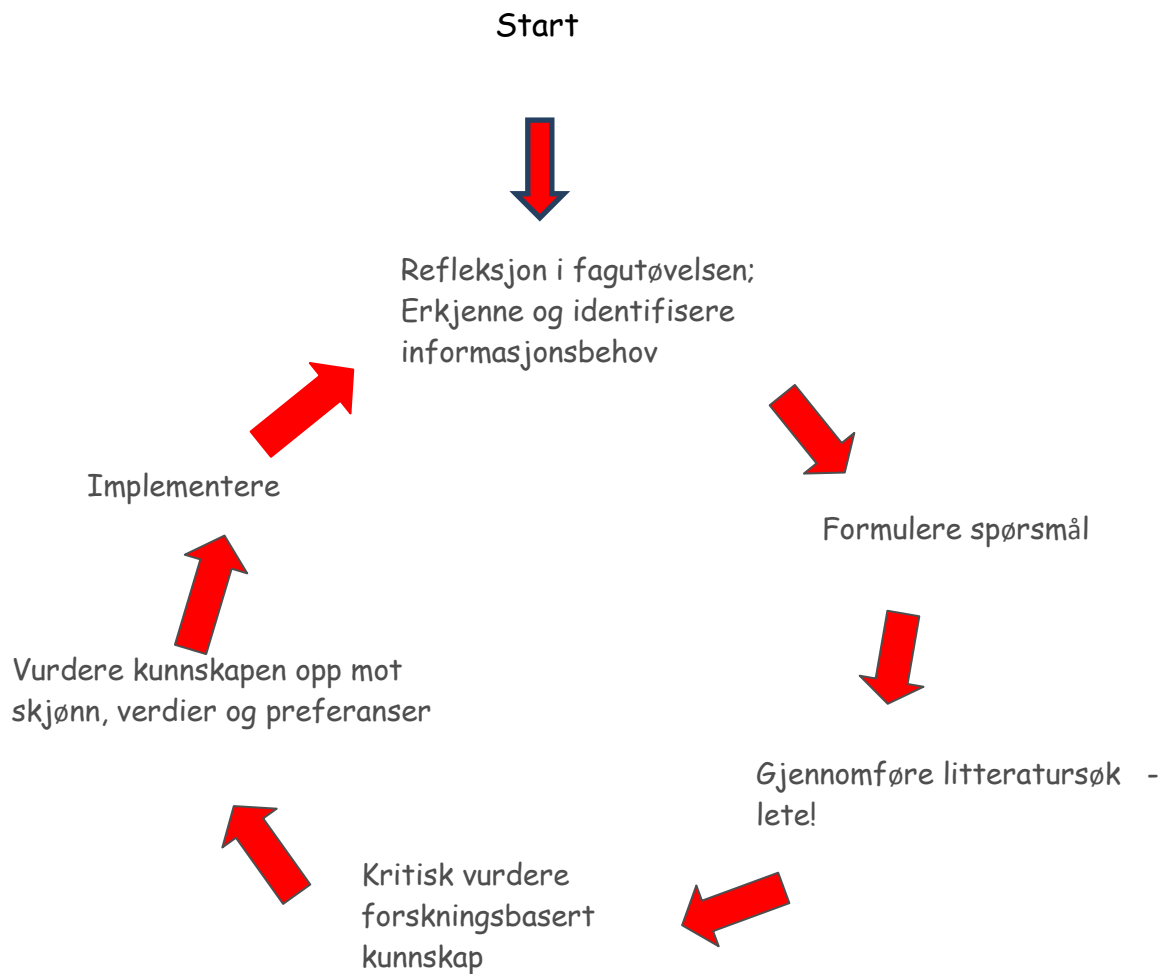 Start
Refleksjon i fagutøvelsen;
Erkjenne og identifisere
informasjonsbehov
Formulere spørsmål
Gjennomføre litteratursøk -
lete!
Kritisk vurdere
forskningsbasert
kunnskap
Vurdere kunnskapen opp mot
skjønn, verdier og preferanser
Implementere